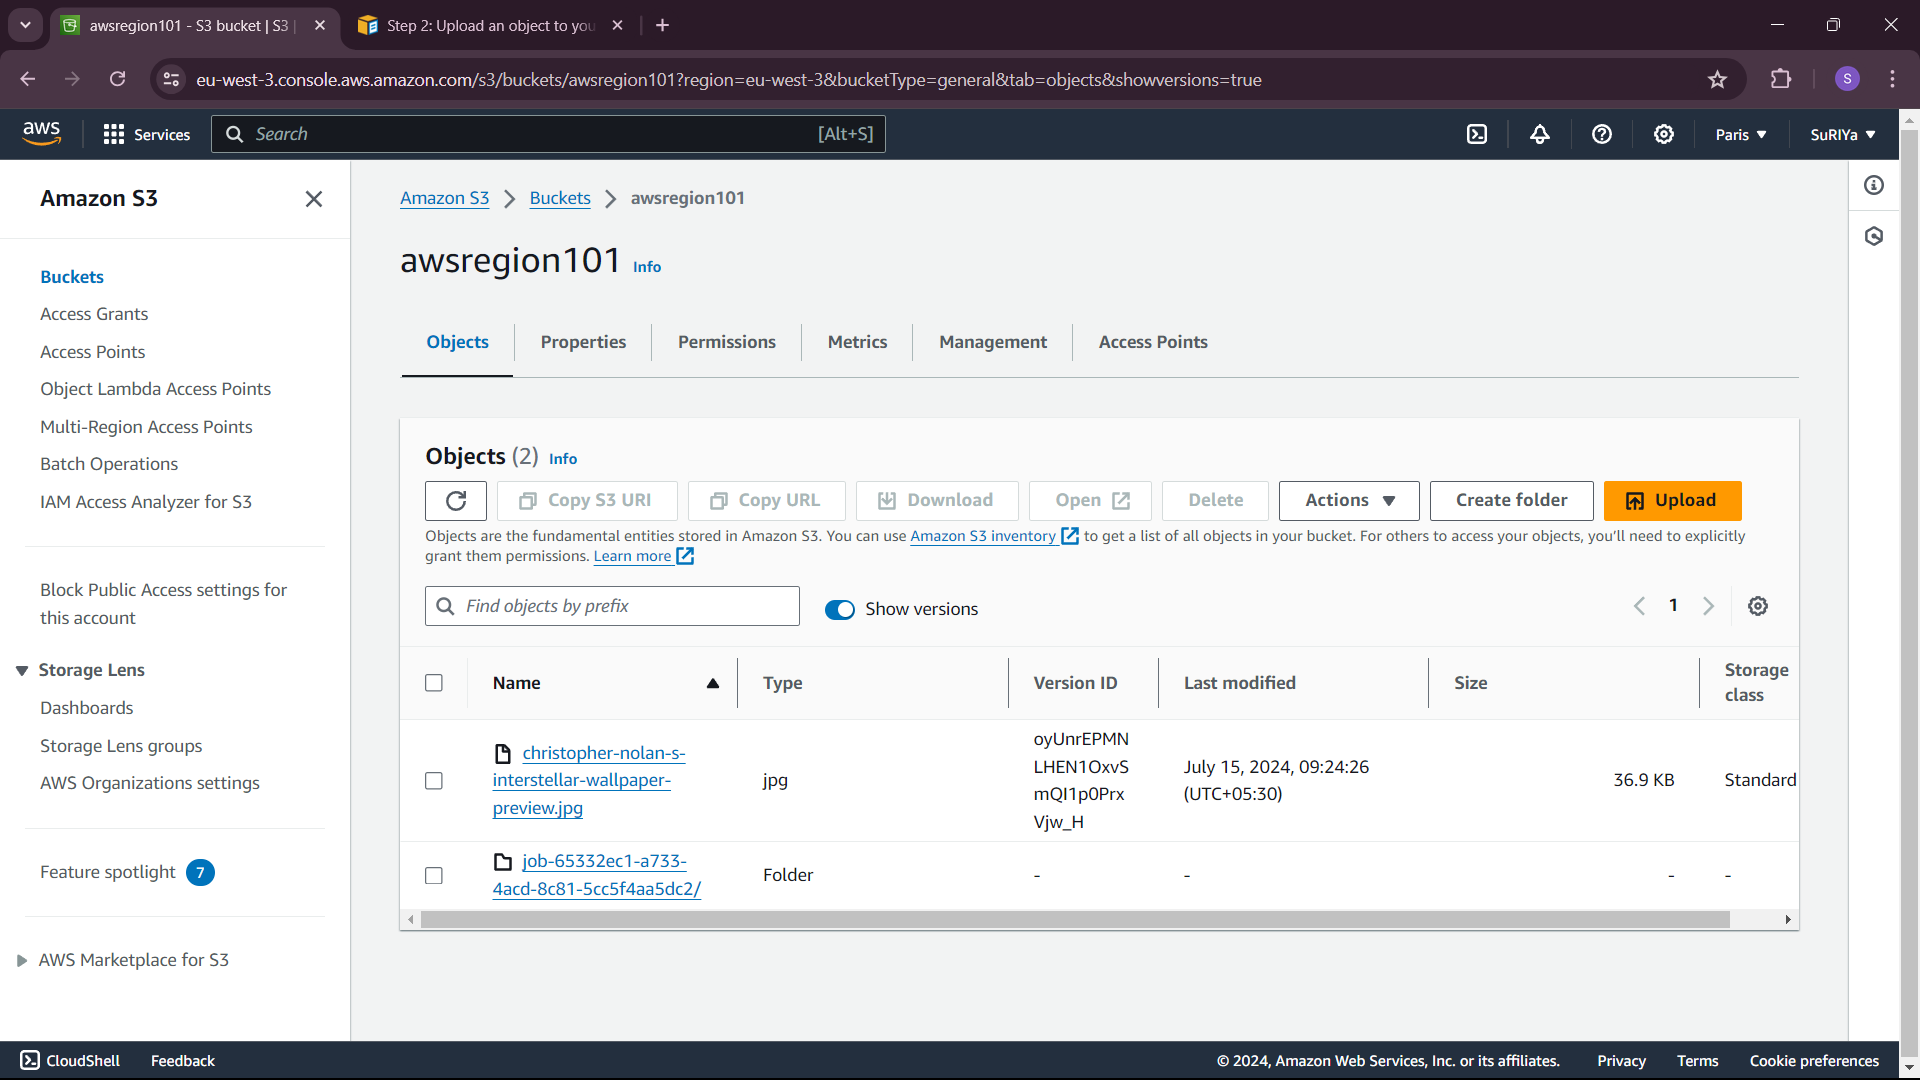 awsregion101 - S3 bucket | S3 |
Step 2: Upload an object to you
eu-west-3.console.aws.amazon.com/s3/buckets/awsregion101?region=eu-west-3&bucketType=general&tab=objects&showversions=true
S
aws
Services
Search
[Alt+S]
Paris
SuRIYa
Amazon S3
Buckets
Access Grants
Access Points
Object Lambda Access Points
Multi-Region Access Points
Batch Operations
IAM Access Analyzer for S3
Block Public Access settings for
this account
Storage Lens
Dashboards
Storage Lens groups
AWS Organizations settings
Feature spotlight 7
AWS Marketplace for S3
Amazon S3 > Buckets > awsregion101
awsregion101 Info
Objects
Properties
Permissions
Metrics
Management
Access Points
Objects (2) Info
Copy S3 URI
Copy URL
Download
Open
Delete
Actions
Create folder
Upload
Objects are the fundamental entities stored in Amazon S3. You can use Amazon S3 inventory to get a list of all objects in your bucket. For others to access your objects, you'll need to explicitly
grant them permissions. Learn more
Find objects by prefix
Show versions
1
Name
Type
Version ID
Last modified
Size
Storage
class
christopher-nolan-s-
interstellar-wallpaper-
preview.jpg
jpg
oyUnrEPMN
LHEN1OxvS
mQI1p0Prx
Vjw_H
July 15, 2024, 09:24:26
(UTC+05:30)
36.9 KB
Standard
job-65332ec1-a733-
4acd-8c81-5cc5f4aa5dc2/
Folder
-
-
-
-
CloudShell
Feedback
© 2024, Amazon Web Services, Inc. or its affiliates.
Privacy
Terms
Cookie preferences